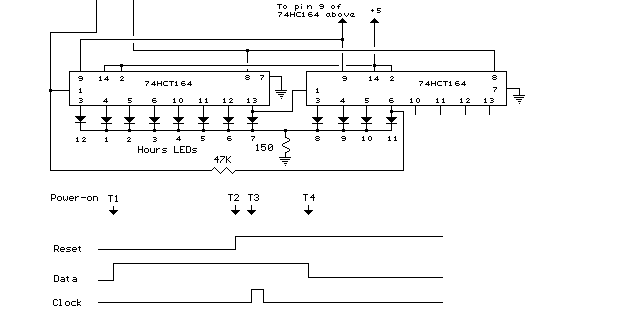 To pin 9 of
74HC164 above
+5
9 14 2 8 7 9 14 2 8
74HCT164 74HCT164
1 1 7
3 4 5 6 10 11 12 13 3 4 5 6 10 11 12 13
12 1 2 3 4 5 6 7 150 8 9 10 11
Hours LEDs
47K
Power-on T1 T2 T3 T4
Reset
Data
Clock